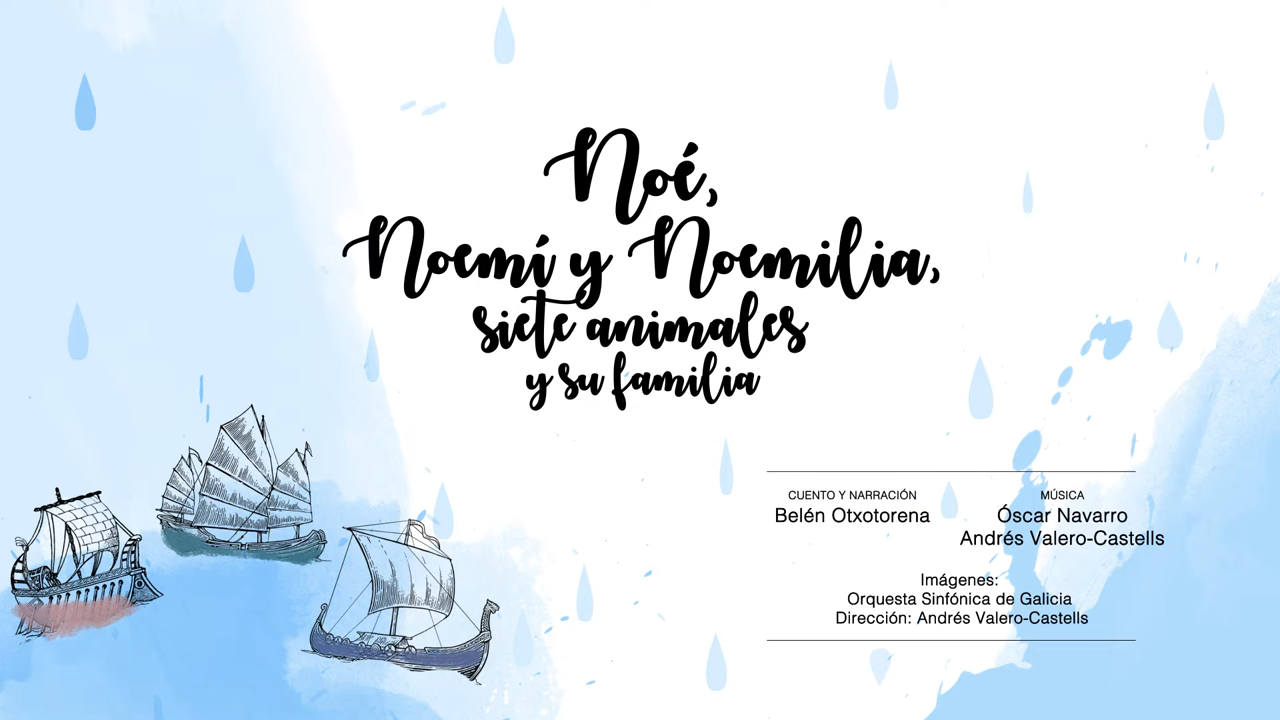 Noé,
Noemí y Noemilia,
siete animales
y su familia
CUENTO Y NARRACIÓN
Belén Otxotorena
MÚSICA
Óscar Navarro
Andrés Valero-Castells
Imágenes:
Orquesta Sinfónica de Galicia
Dirección: Andrés Valero-Castells